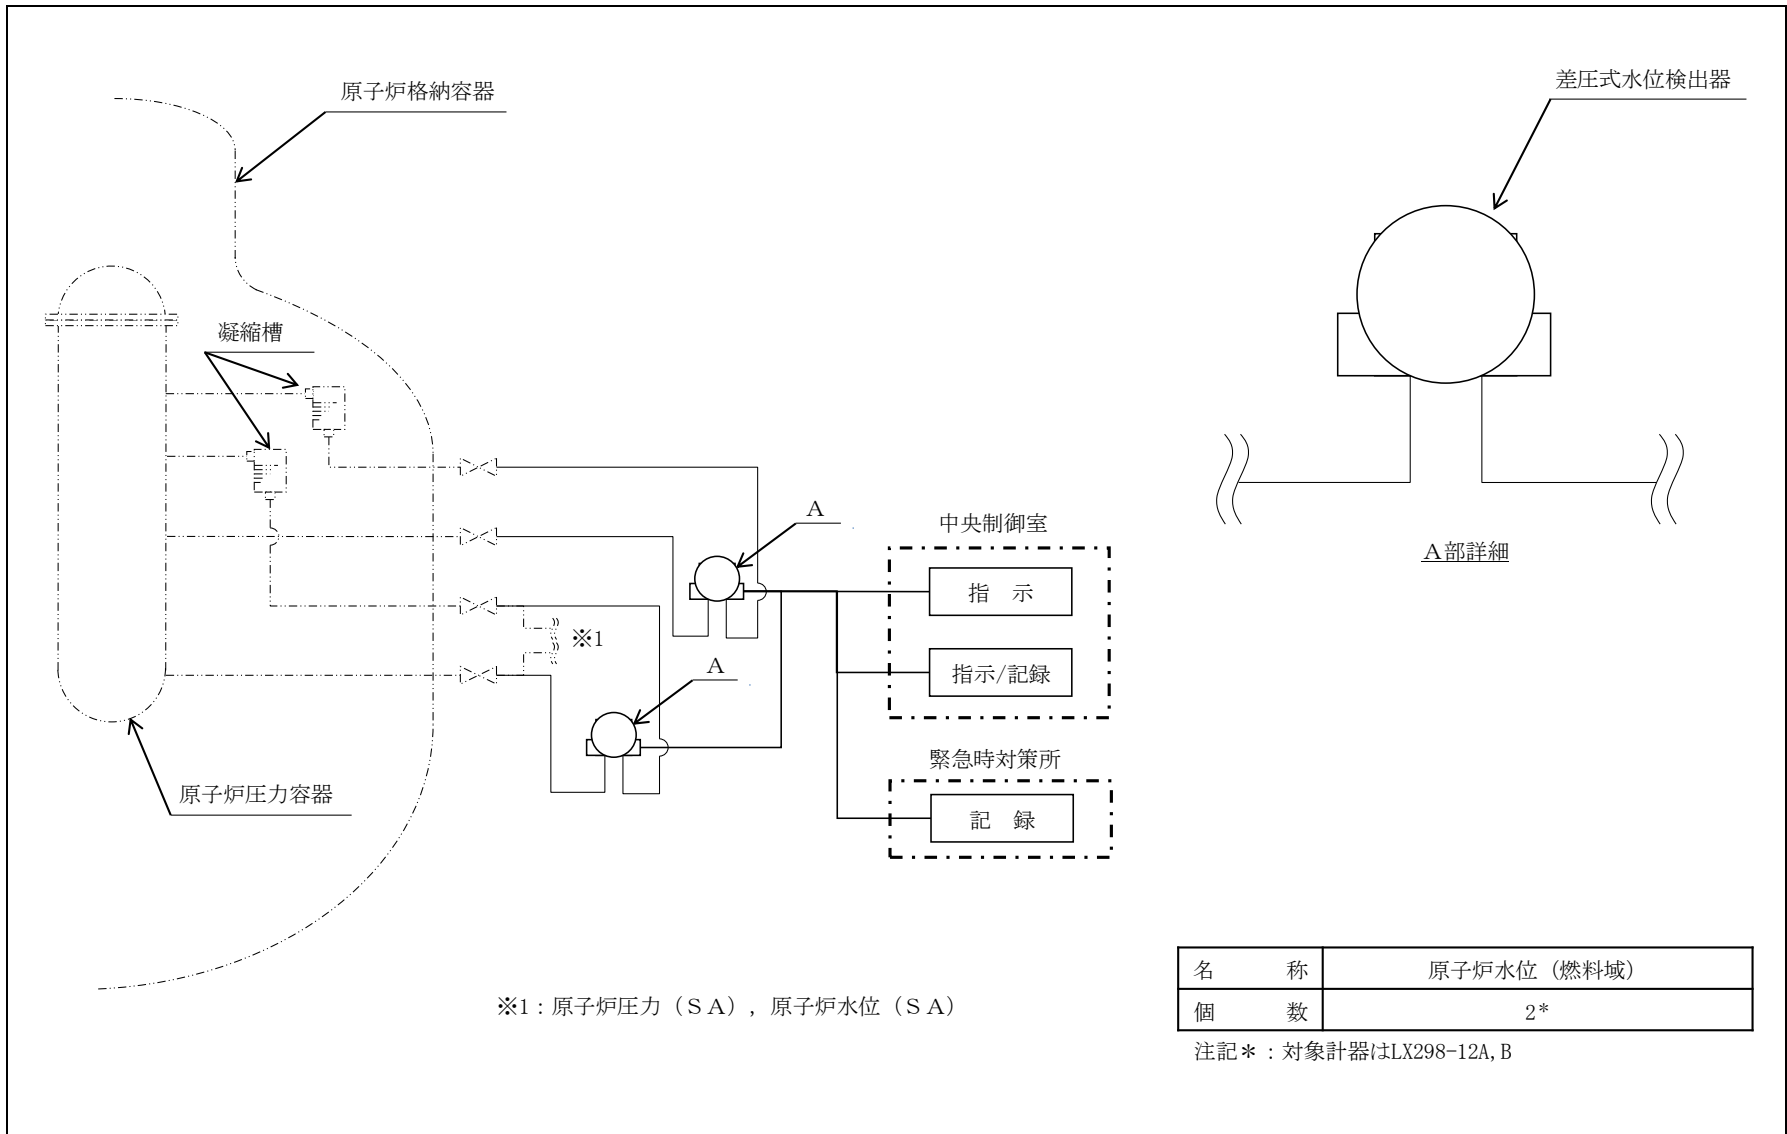 原子炉格納容器
差圧式水位検出器
凝縮槽
A
中央制御室
A部詳細
指　示
※1
A
指示/記録
緊急時対策所
原子炉圧力容器
記　録
名　　　称　原子炉水位（燃料域）
個　　　数　2*
※1：原子炉圧力（ＳＡ），原子炉水位（ＳＡ）
注記＊：対象計器はLX298-12A,B